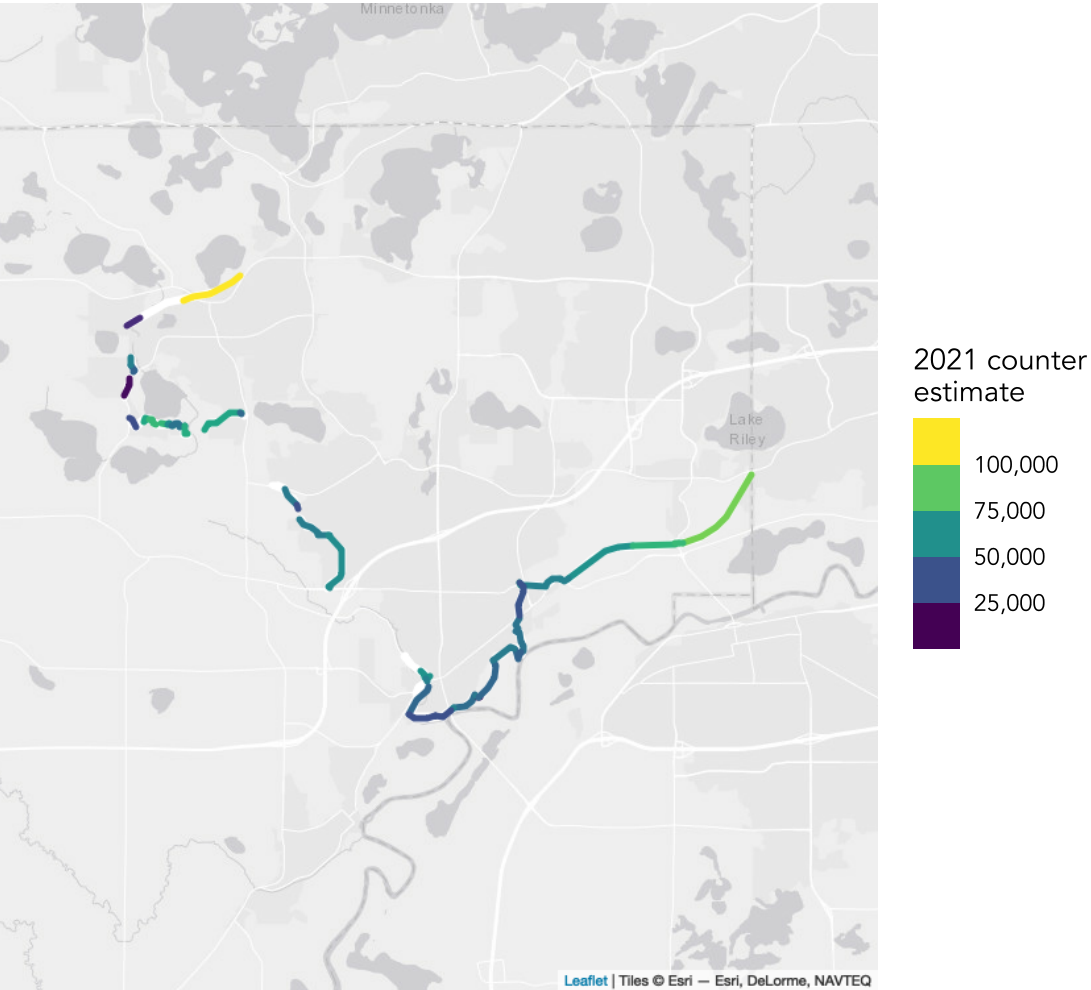 Minnetonka
2021 counter
estimate
Lake
Riley
100,000
75,000
50,000
25,000
Leaflet | Tiles © Esri — Esri, DeLorme, NAVTEQ